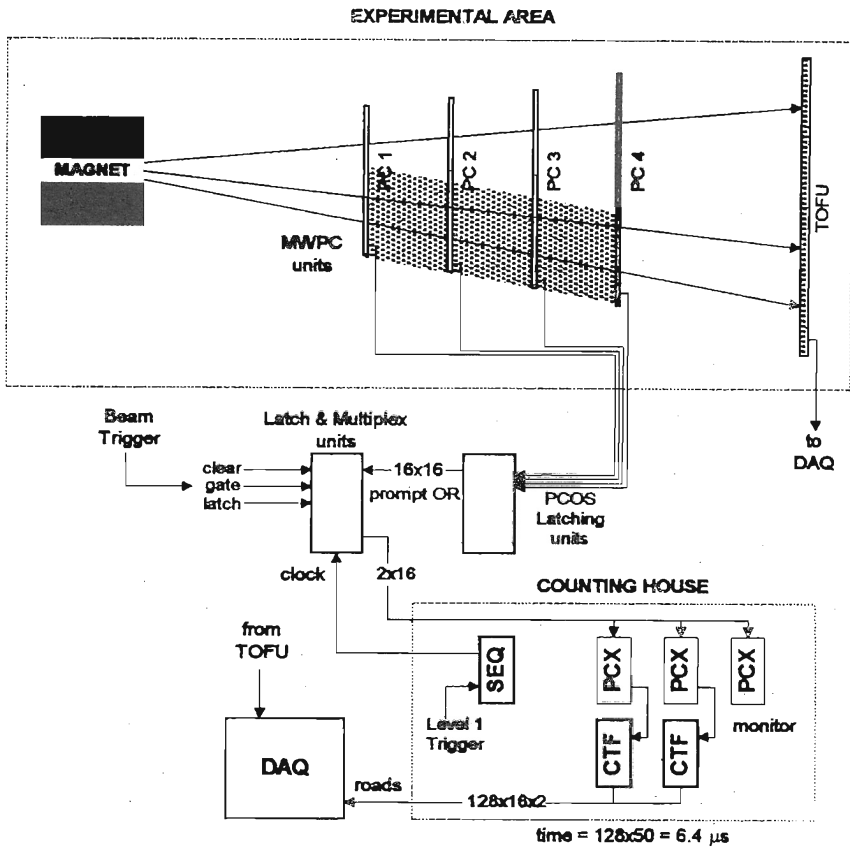 EXPERIMENTAL AREA
MAGNET
PC 1
PC 2
PC 3
PC 4
TOFU
MWPC
units
to
DAQ
Beam
Trigger
Latch & Multiplex
units
clear
gate
latch
16x16
prompt OR
PCOS
Latching
units
clock
2x16
COUNTING HOUSE
from
TOFU
SEQ
PCX
PCX
PCX
Level 1
Trigger
CTF
CTF
monitor
DAQ
roads
128x16x2
time = 128x50 = 6.4 µs